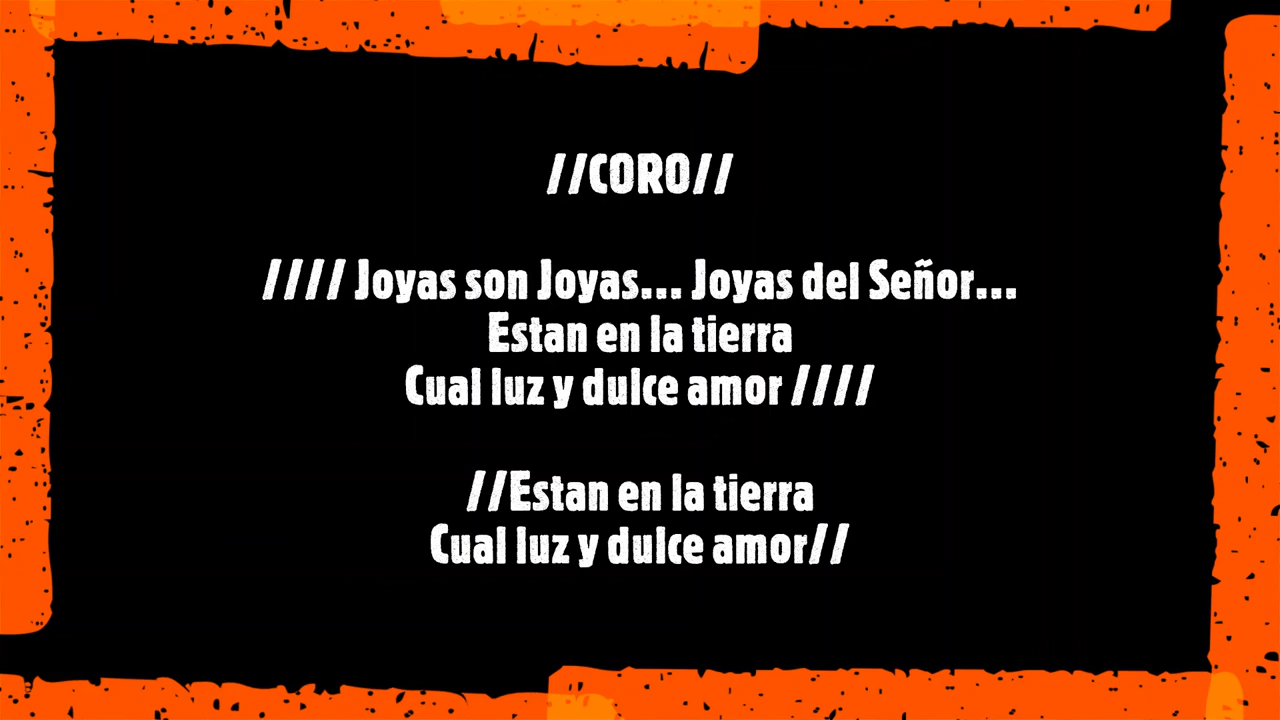 //CORO//
//// Joyas son Joyas... Joyas del Señor...
Estan en la tierra
Cual luz y dulce amor ////
//Estan en la tierra
Cual luz y dulce amor//